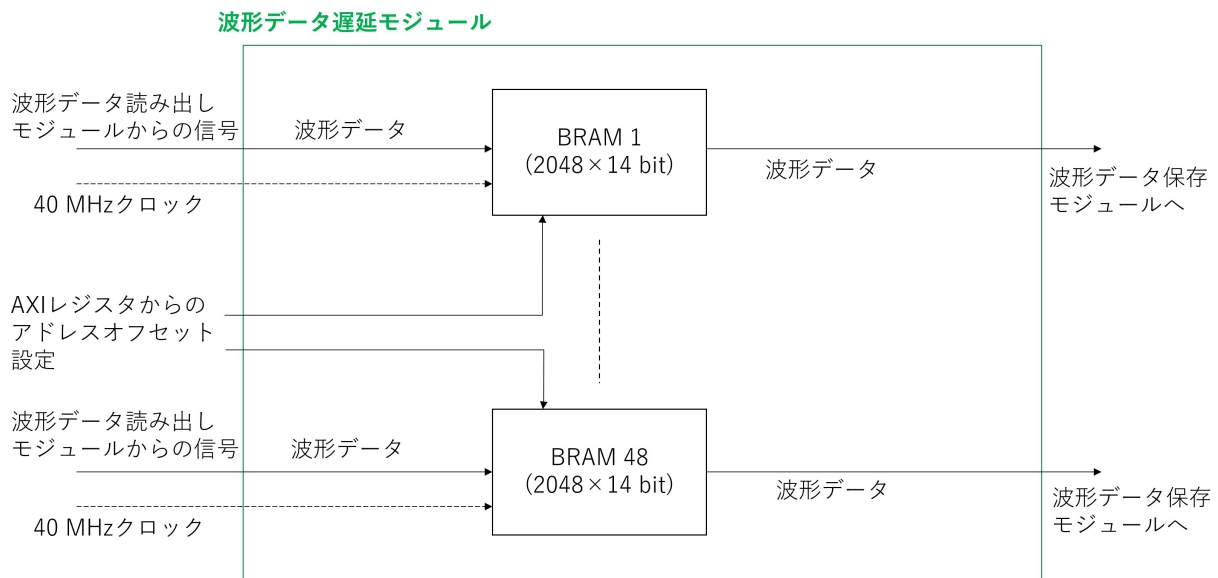 波形データ遅延モジュール
波形データ読み出し
モジュールからの信号
波形データ
40 MHzクロック
BRAM 1
(2048×14 bit)
波形データ
波形データ保存
モジュールへ
AXIレジスタからの
アドレスオフセット
設定
波形データ読み出し
モジュールからの信号
波形データ
40 MHzクロック
BRAM 48
(2048×14 bit)
波形データ
波形データ保存
モジュールへ